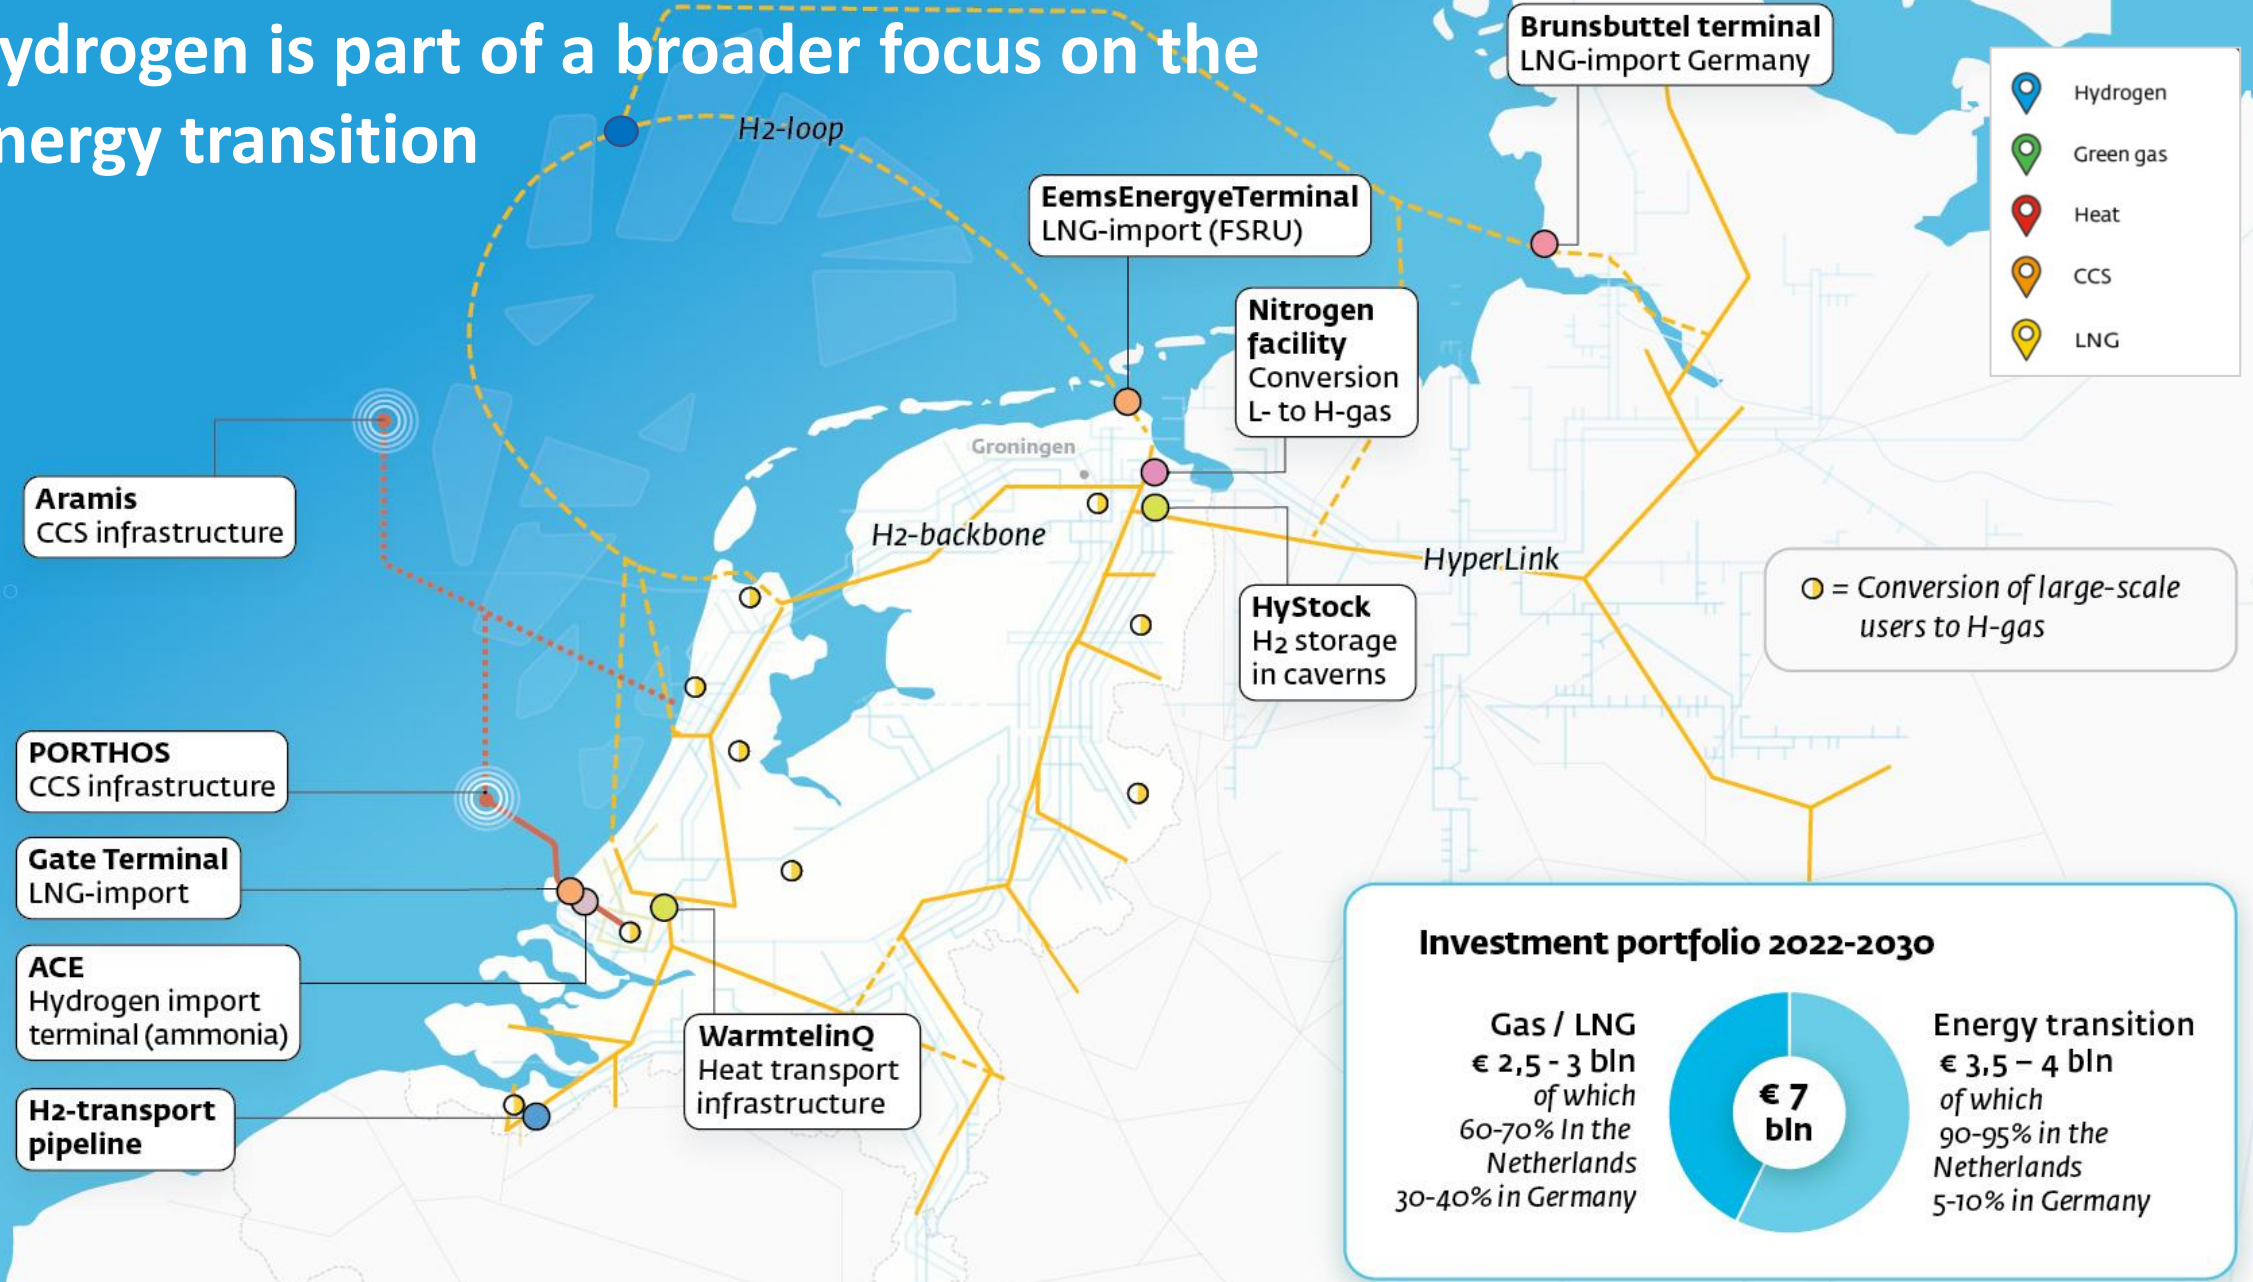 ydrogen is part of a broader focus on the
nergy transition
Brunsbuttel terminal
LNG-import Germany
Hydrogen
Green gas
Heat
CCS
LNG
H2-loop
EemsEnergyeTerminal
LNG-import (FSRU)
Nitrogen
facility
Conversion
L- to H-gas
Groningen
Aramis
CCS infrastructure
H2-backbone
HyperLink
= Conversion of large-scale
users to H-gas
HyStock
H2 storage
in caverns
PORTHOS
CCS infrastructure
Gate Terminal
LNG-import
ACE
Hydrogen import
terminal (ammonia)
WarmtelinQ
Heat transport
infrastructure
H2-transport
pipeline
Investment portfolio 2022-2030
Gas / LNG
€ 2,5 - 3 bln
of which
60-70% In the
Netherlands
30-40% in Germany
€ 7
bln
Energy transition
€ 3,5 – 4 bln
of which
90-95% in the
Netherlands
5-10% in Germany